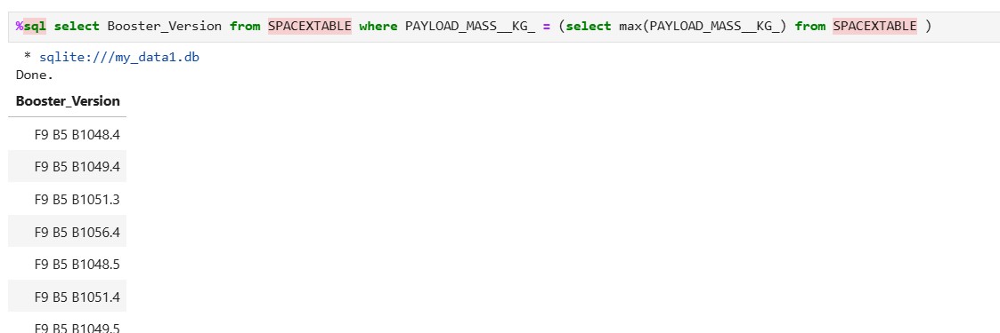 %sql select Booster_Version from SPACEXTABLE where PAYLOAD_MASS__KG_ = (select max(PAYLOAD_MASS__KG_) from SPACEXTABLE )
* sqlite:///my_data1.db
Done.
Booster_Version
F9 B5 B1048.4
F9 B5 B1049.4
F9 B5 B1051.3
F9 B5 B1056.4
F9 B5 B1048.5
F9 B5 B1051.4
F9 B5 B1049.5